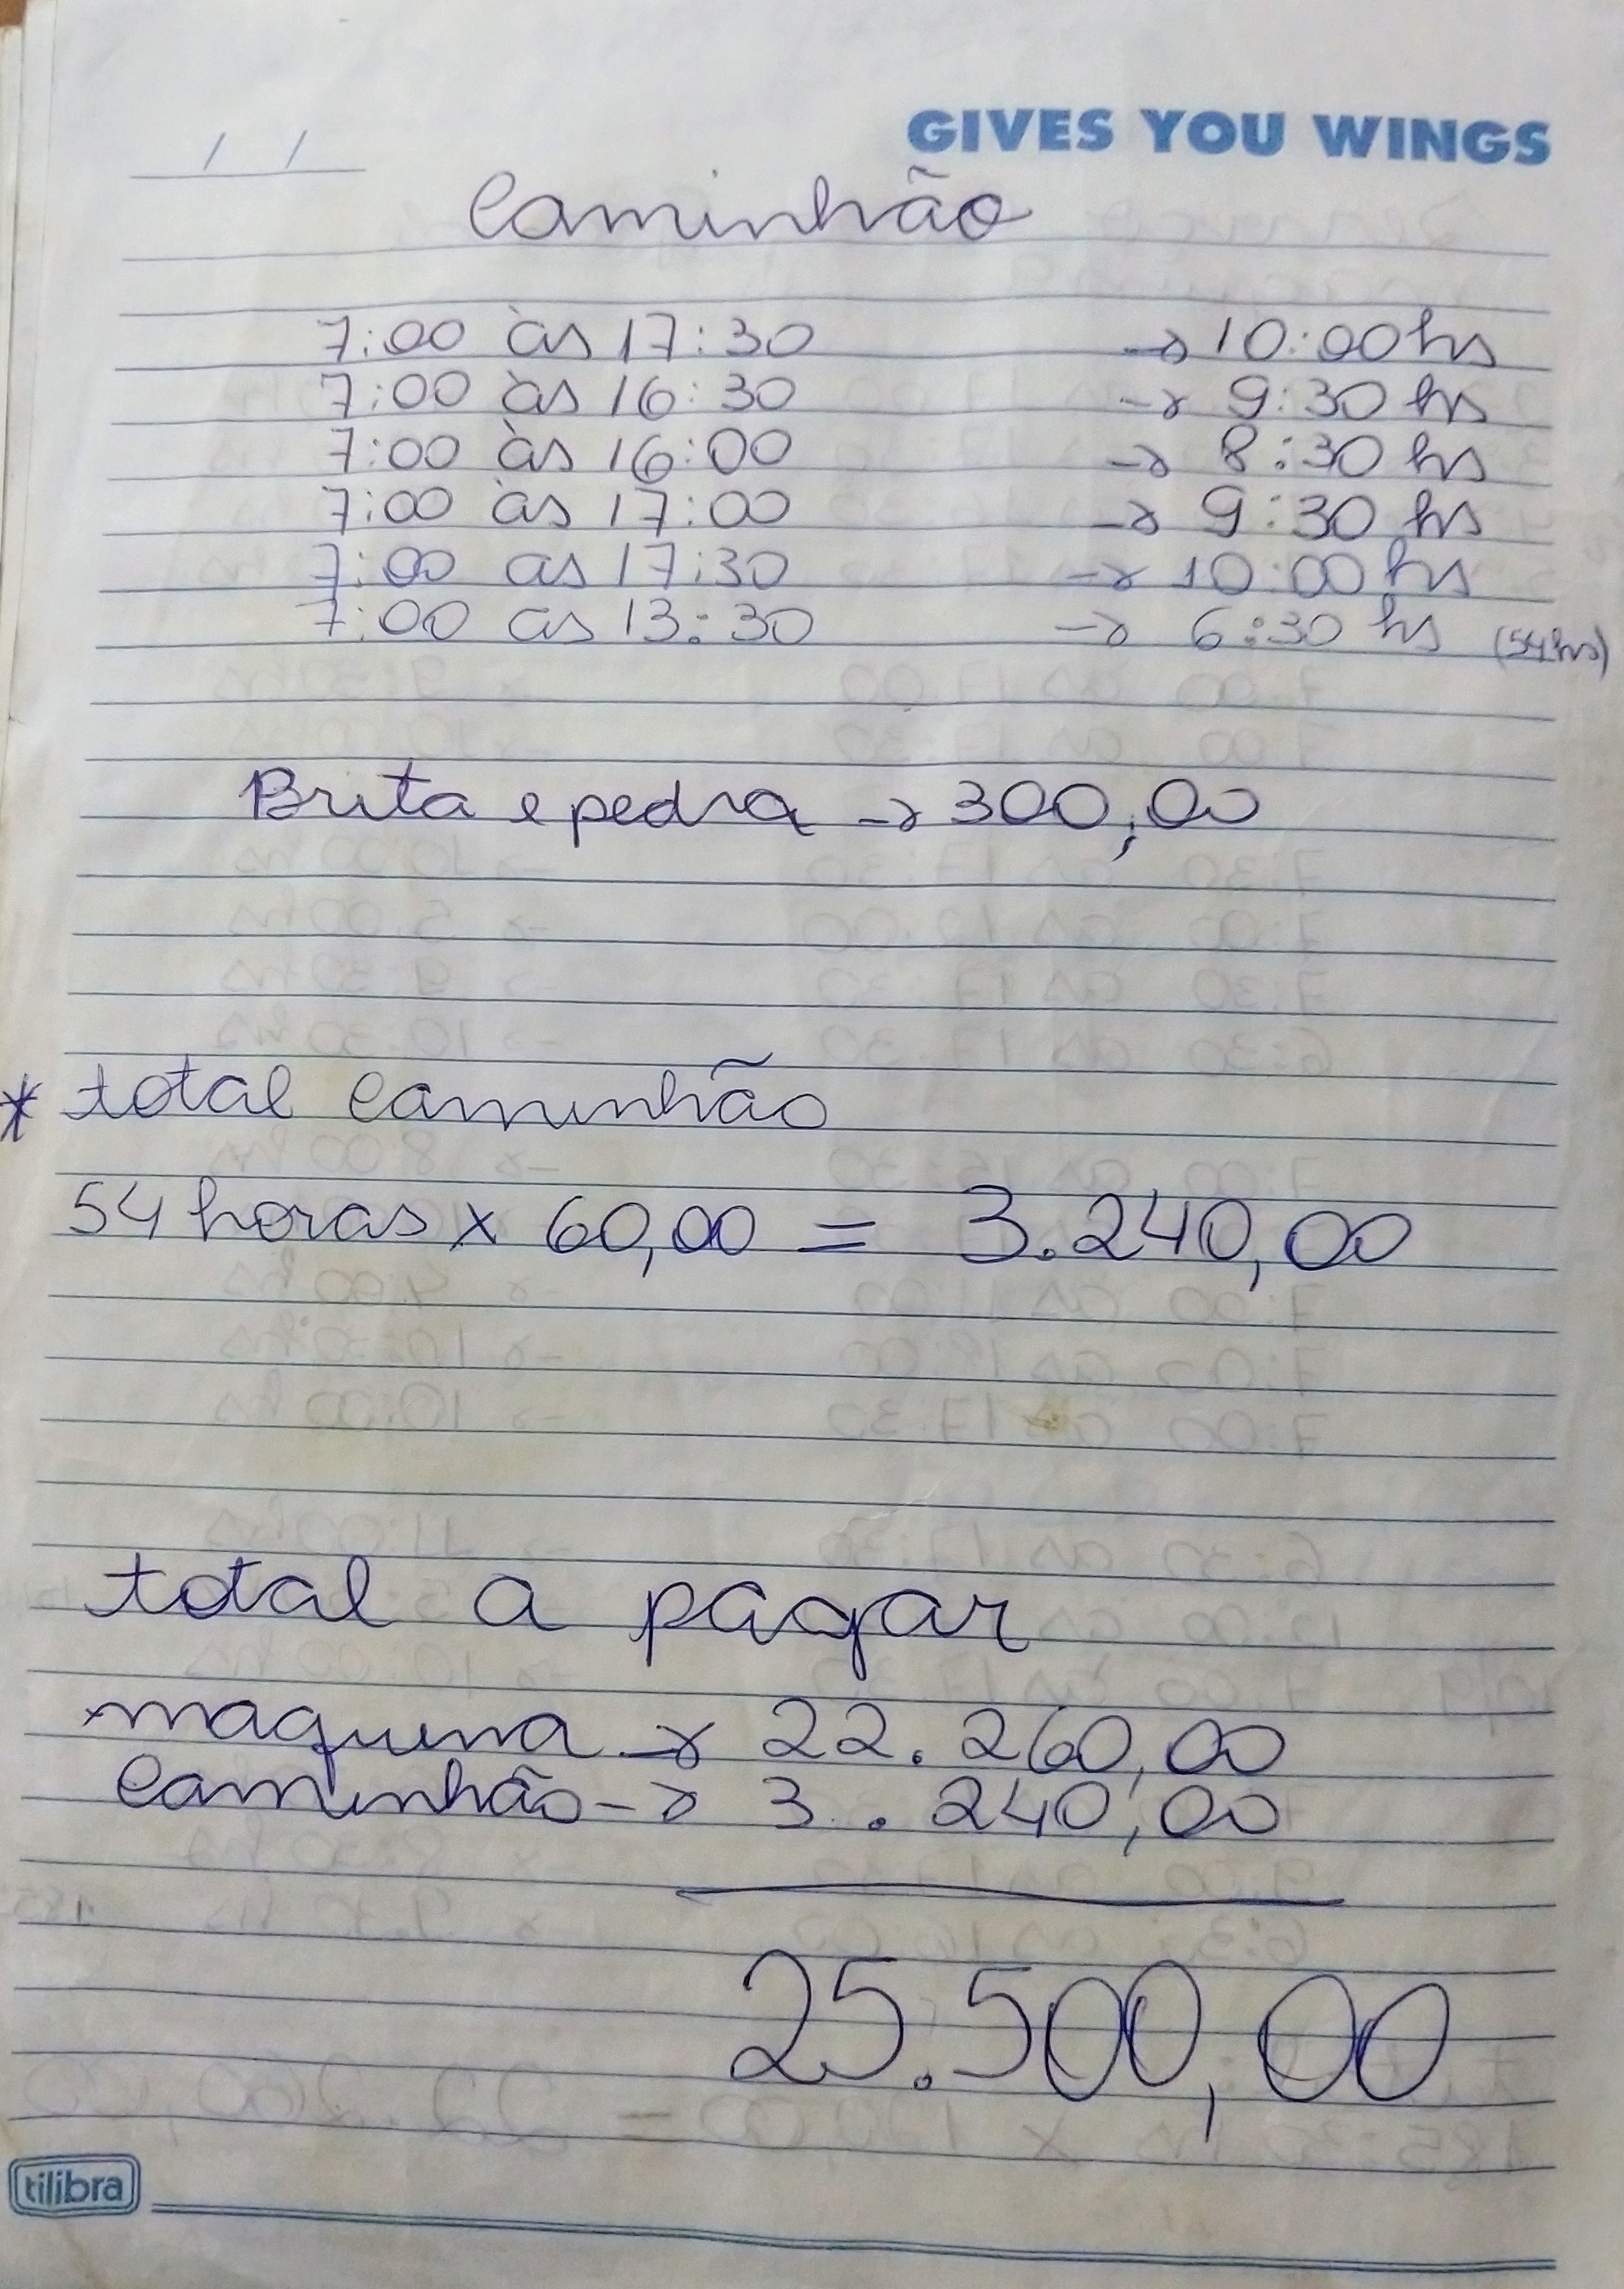 GIVES YOU WINGS
/ /
Caminhão
7:00 às 17:30 → 10:00 hs
7:00 às 16:30 → 9:30 hs
7:00 às 16:00 → 8:30 hs
7:00 às 17:00 → 9:30 hs
7:00 as 17:30 → 10:00 hs
7:00 as 13:30 → 6:30 hs (54hs)
Brita e pedra → 300,00
* total caminhão
54 horas x 60,00 = 3.240,00
total a pagar
maquina → 22.260,00
caminhão → 3.240,00
25.500,00
tilibra